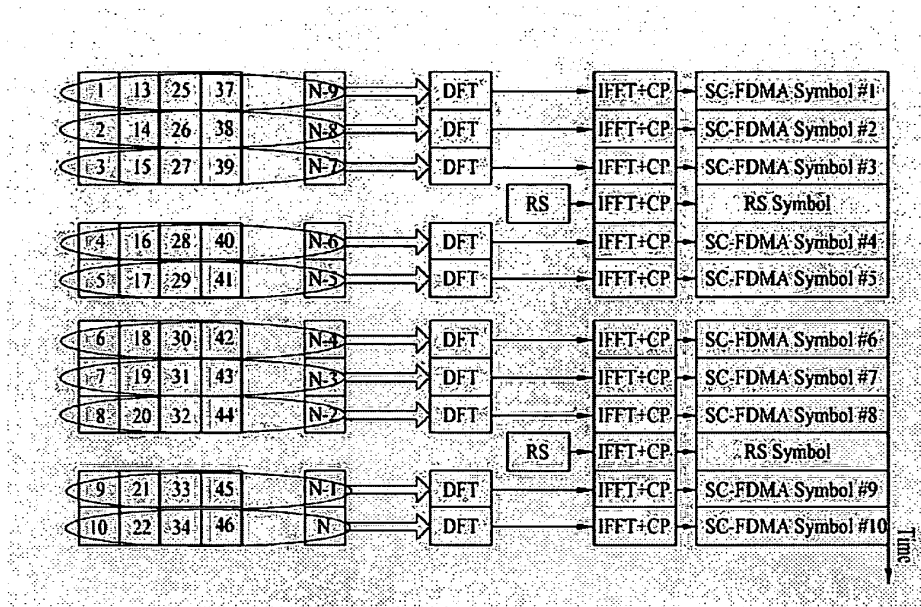 1 13 25 37 N-9 DFT IFFT+CP SC-FDMA Symbol #1
2 14 26 38 N-8 DFT IFFT+CP SC-FDMA Symbol #2
3 15 27 39 N-7 DFT IFFT+CP SC-FDMA Symbol #3
RS IFFT+CP RS Symbol
4 16 28 40 N-6 DFT IFFT+CP SC-FDMA Symbol #4
5 17 29 41 N-5 DFT IFFT+CP SC-FDMA Symbol #5
6 18 30 42 N-4 DFT IFFT+CP SC-FDMA Symbol #6
7 19 31 43 N-3 DFT IFFT+CP SC-FDMA Symbol #7
8 20 32 44 N-2 DFT IFFT+CP SC-FDMA Symbol #8
RS IFFT+CP RS Symbol
9 21 33 45 N-1 DFT IFFT+CP SC-FDMA Symbol #9
10 22 34 46 N DFT IFFT+CP SC-FDMA Symbol #10
Time